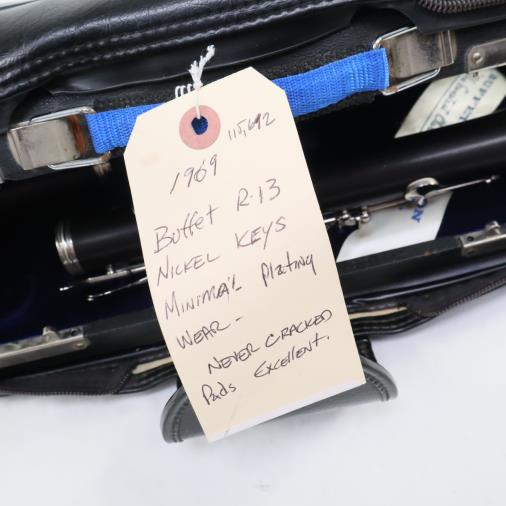 115,692
1969
Buffet R-13
NICKEL KEYS
MINIMAL Plating
WEAR -
NEVER CRACKED
Pads EXCELLENT.